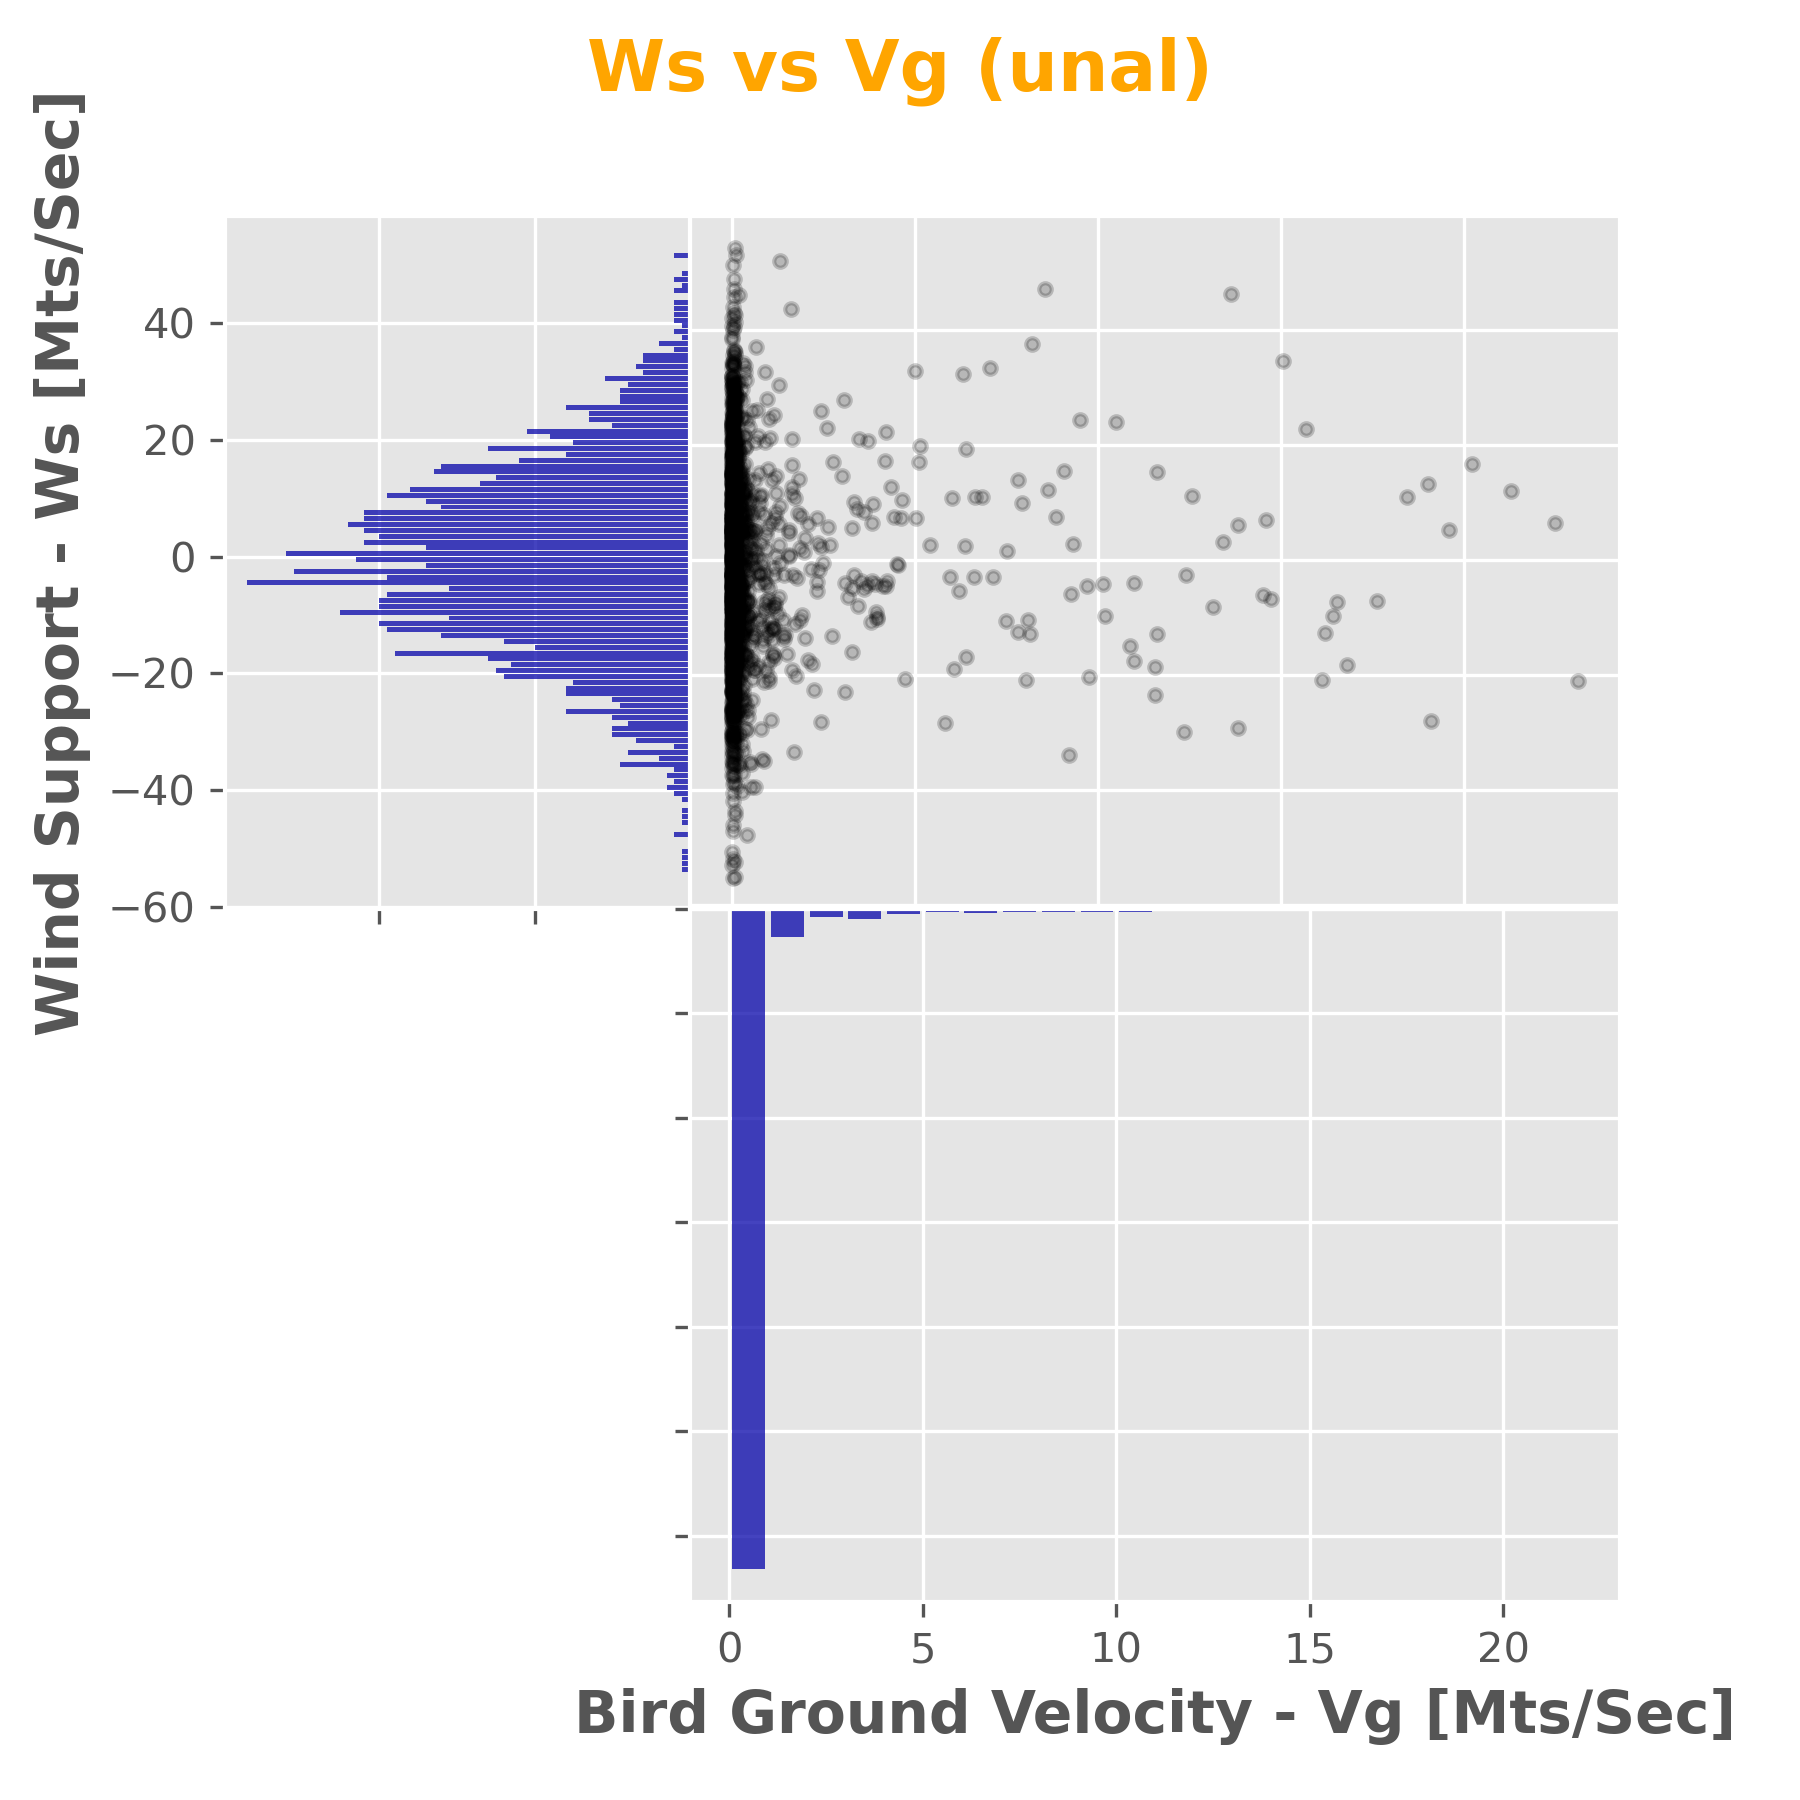 Ws vs Vg (unal)
Wind Support - Ws [Mts/Sec]
40
20
0
−20
−40
−60
0 5 10 15 20
Bird Ground Velocity - Vg [Mts/Sec]